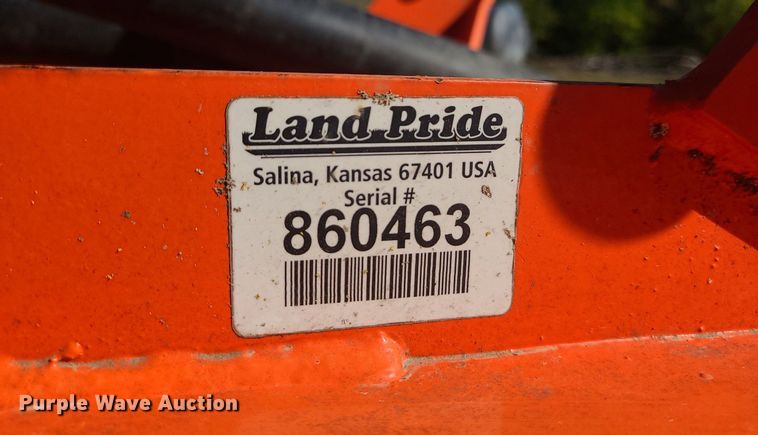 Land Pride
Salina, Kansas 67401 USA
Serial #
860463
Purple Wave Auction